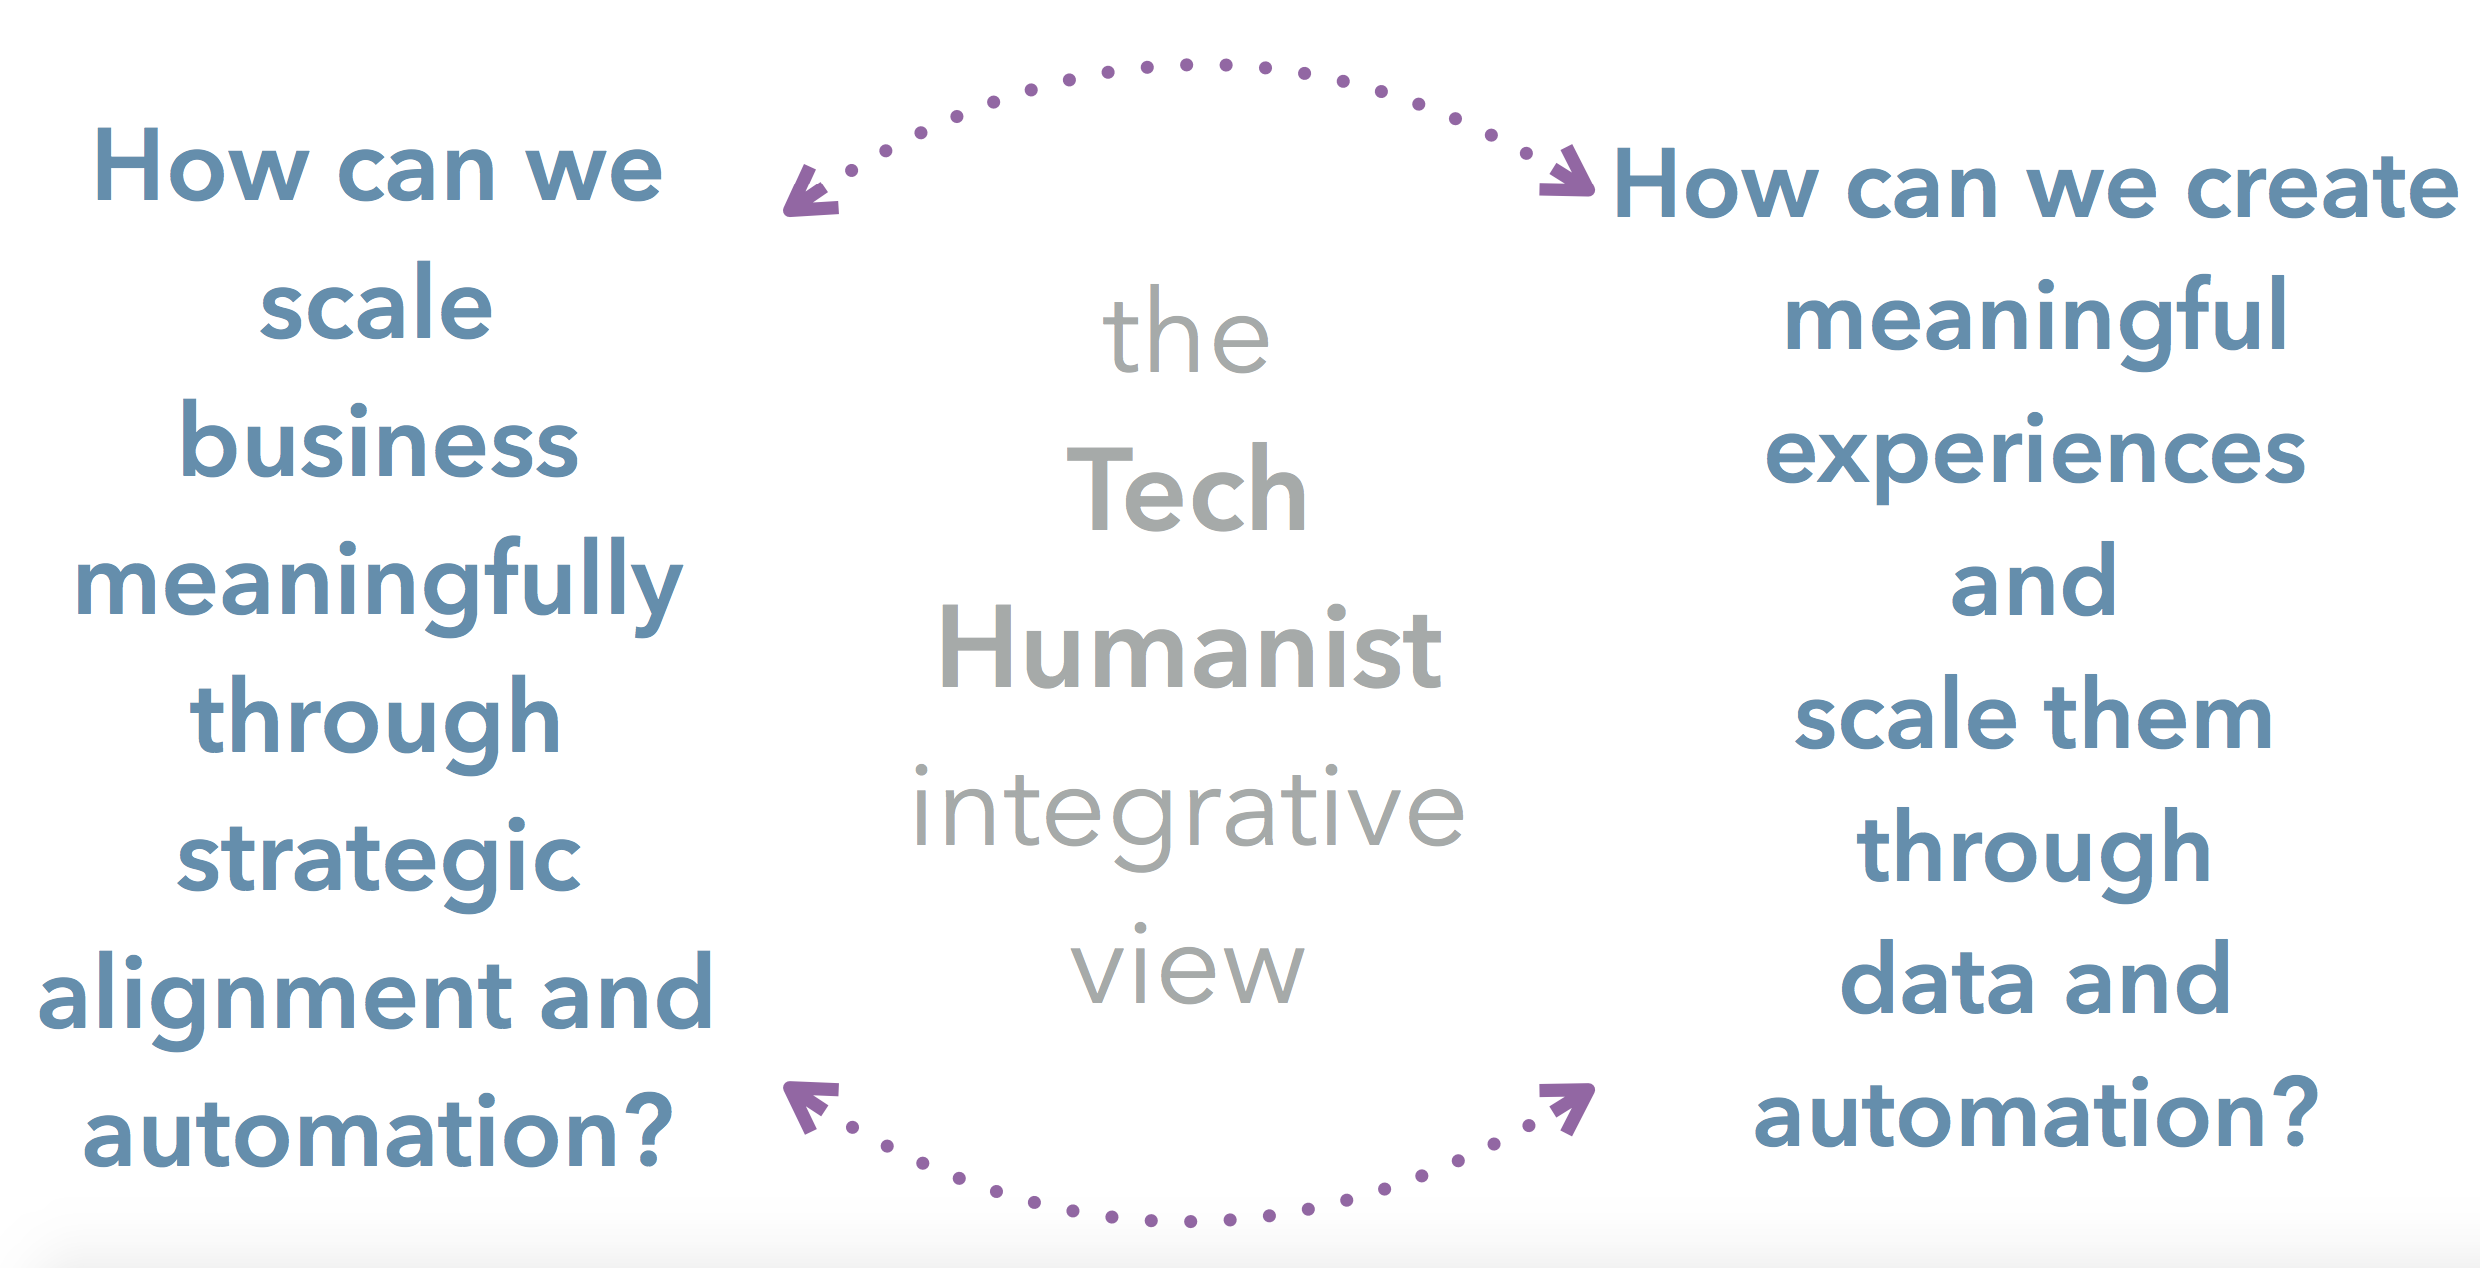 How can we
scale
business
meaningfully
through
strategic
alignment and
automation?
the
Tech
Humanist
integrative
view
How can we create
meaningful
experiences
and
scale them
through
data and
automation?